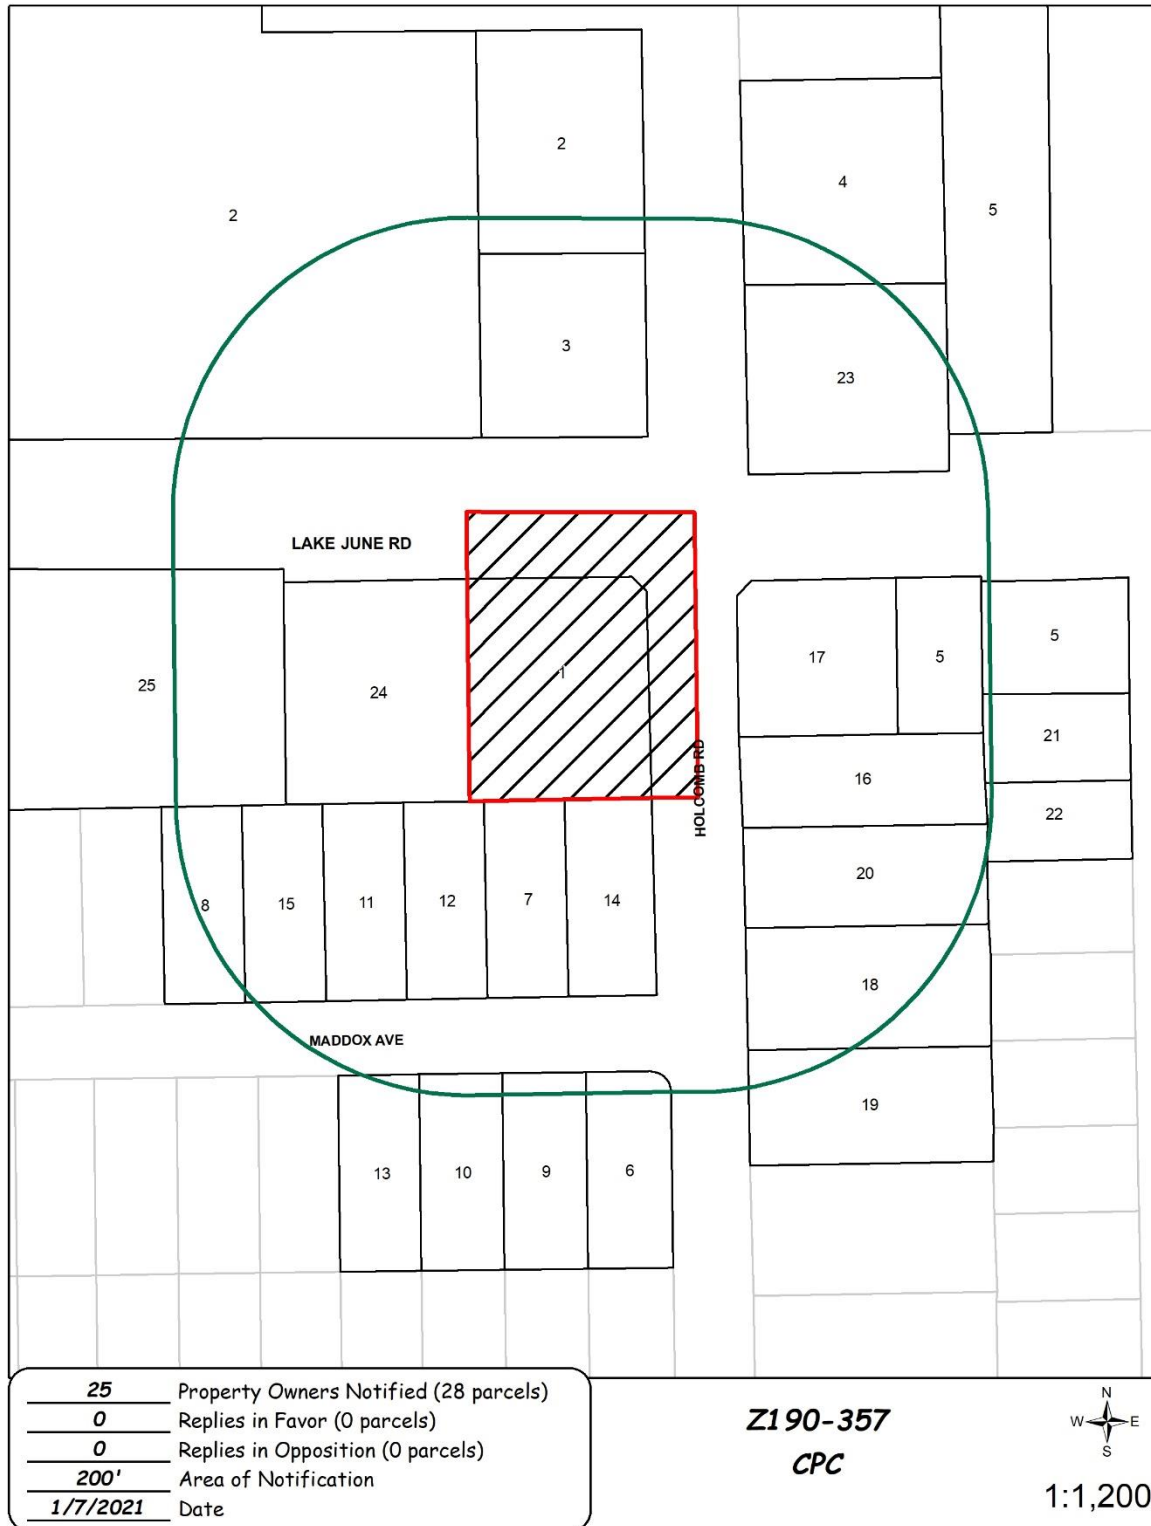 2
4
2
5
3
23
LAKE JUNE RD
5
17
5
1
25
24
21
HOLCOMB RD
16
22
20
14
7
12
11
15
8
18
MADDOX AVE
19
13
10
9
6
25 Property Owners Notified (28 parcels)
0 Replies in Favor (0 parcels)
0 Replies in Opposition (0 parcels)
200' Area of Notification
1/7/2021 Date
Z190-357
CPC
N
W E
S
1:1,200